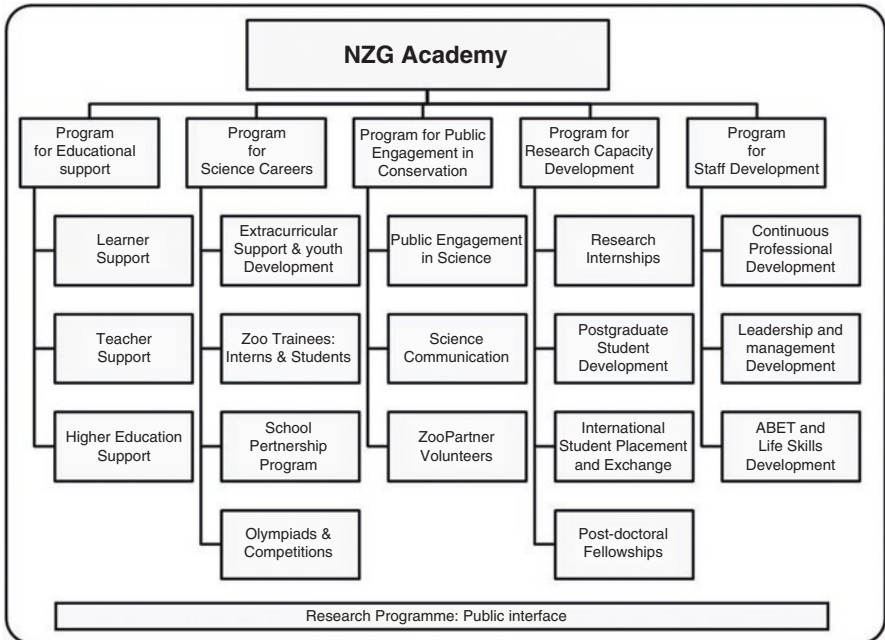 NZG Academy
Program
for Educational
support
Learner
Support
Teacher
Support
Higher Education
Support
Program
for
Science Careers
Extracurricular
Support & youth
Development
Zoo Trainees:
Interns & Students
School
Pertnership
Program
Olympiads &
Competitions
Program for Public
Engagement in
Conservation
Public Engagement
in Science
Science
Communication
ZooPartner
Volunteers
Program for
Research Capacity
Development
Research
Internships
Postgraduate
Student
Development
International
Student Placement
and Exchange
Post-doctoral
Fellowships
Program
for
Staff Development
Continuous
Professional
Development
Leadership and
management
Development
ABET and
Life Skills
Development
Research Programme: Public interface